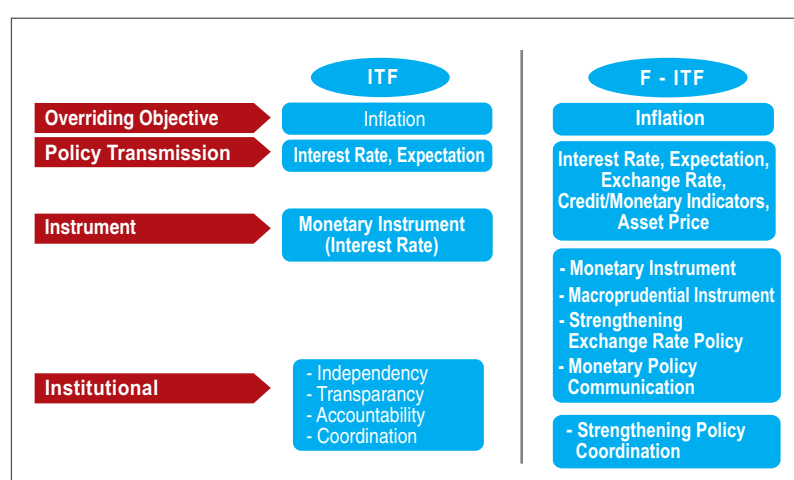 ITF
F - ITF
Overriding Objective
Inflation
Inflation
Policy Transmission
Interest Rate, Expectation
Interest Rate, Expectation,
Exchange Rate,
Credit/Monetary Indicators,
Asset Price
Instrument
Monetary Instrument
(Interest Rate)
- Monetary Instrument
- Macroprudential Instrument
- Strengthening
Exchange Rate Policy
- Monetary Policy
Communication
Institutional
- Independency
- Transparancy
- Accountability
- Coordination
- Strengthening Policy
Coordination